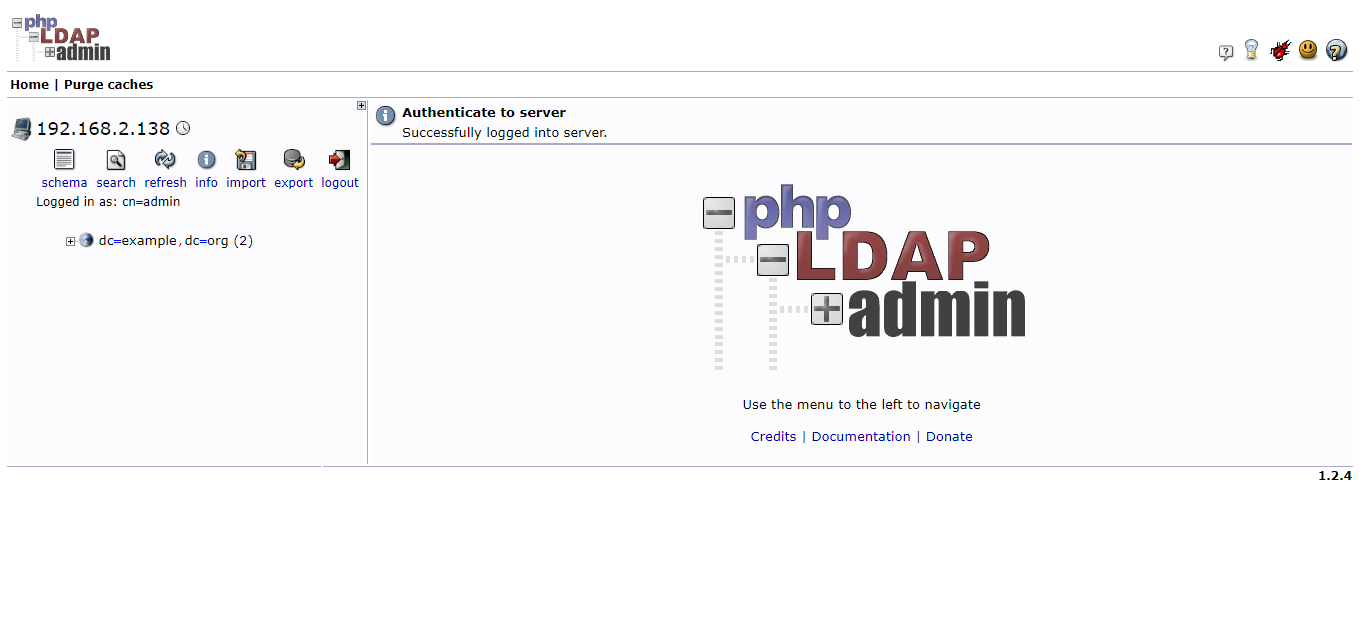 php
LDAP
admin
Home | Purge caches
192.168.2.138
schema search refresh info import export logout
Logged in as: cn=admin
dc=example,dc=org (2)
Authenticate to server
Successfully logged into server.
php
LDAP
admin
Use the menu to the left to navigate
Credits | Documentation | Donate
1.2.4